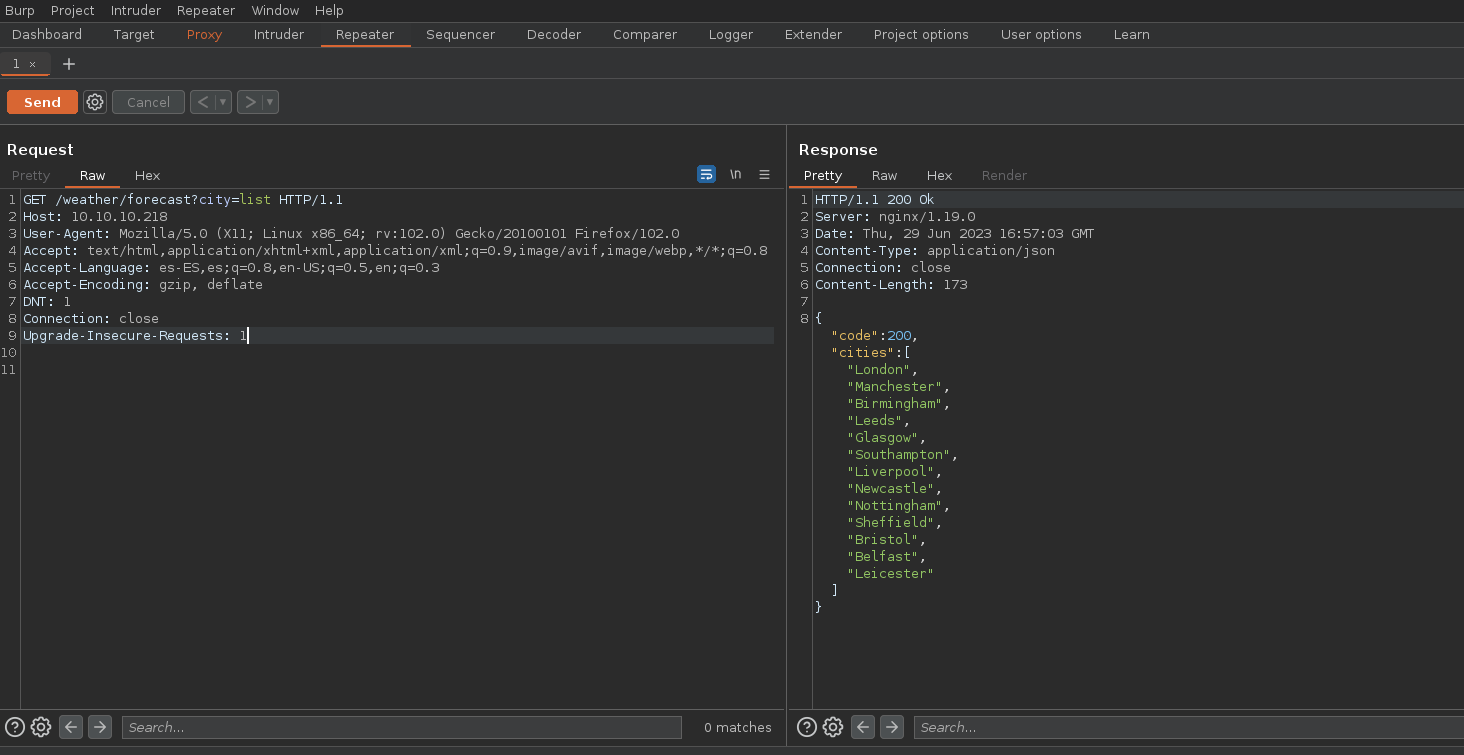 Burp Project Intruder Repeater Window Help
Dashboard Target Proxy Intruder Repeater Sequencer Decoder Comparer Logger Extender Project options User options Learn
1 × +
Send Cancel < ▾ > ▾
Request
Pretty Raw Hex \n
1 GET /weather/forecast?city=list HTTP/1.1
2 Host: 10.10.10.218
3 User-Agent: Mozilla/5.0 (X11; Linux x86_64; rv:102.0) Gecko/20100101 Firefox/102.0
4 Accept: text/html,application/xhtml+xml,application/xml;q=0.9,image/avif,image/webp,*/*;q=0.8
5 Accept-Language: es-ES,es;q=0.8,en-US;q=0.5,en;q=0.3
6 Accept-Encoding: gzip, deflate
7 DNT: 1
8 Connection: close
9 Upgrade-Insecure-Requests: 1
10
11
Search...
0 matches
Response
Pretty Raw Hex Render
1 HTTP/1.1 200 Ok
2 Server: nginx/1.19.0
3 Date: Thu, 29 Jun 2023 16:57:03 GMT
4 Content-Type: application/json
5 Connection: close
6 Content-Length: 173
7
8 {
"code":200,
"cities":[
"London",
"Manchester",
"Birmingham",
"Leeds",
"Glasgow",
"Southampton",
"Liverpool",
"Newcastle",
"Nottingham",
"Sheffield",
"Bristol",
"Belfast",
"Leicester"
]
}
Search...